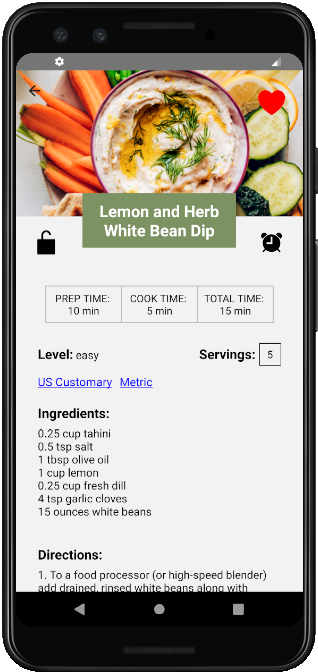 Lemon and Herb
White Bean Dip
PREP TIME: COOK TIME: TOTAL TIME:
10 min 5 min 15 min
Level: easy Servings: 5
US Customary Metric
Ingredients:
0.25 cup tahini
0.5 tsp salt
1 tbsp olive oil
1 cup lemon
0.25 cup fresh dill
4 tsp garlic cloves
15 ounces white beans
Directions:
1. To a food processor (or high-speed blender)
add drained, rinsed white beans along with